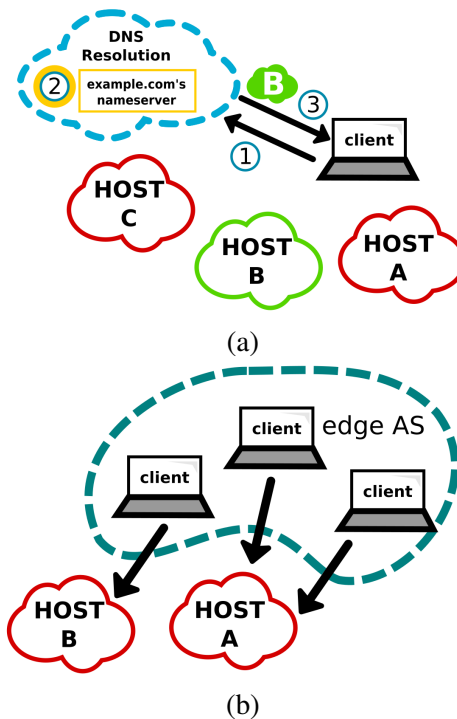 DNS
Resolution
2
example.com's
nameserver
B
3
1
client
HOST
C
HOST
B
HOST
A
(a)
client
edge AS
client
client
HOST
B
HOST
A
(b)